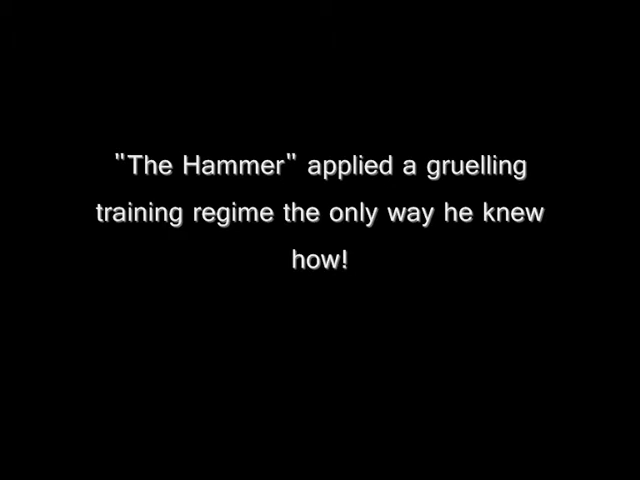 "The Hammer" applied a gruelling
training regime the only way he knew
how!